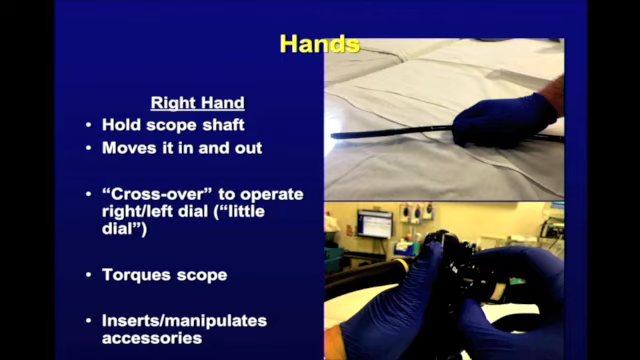 Hands
Right Hand
• Hold scope shaft
• Moves it in and out
• “Cross-over” to operate
right/left dial (“little
dial”)
• Torques scope
• Inserts/manipulates
accessories